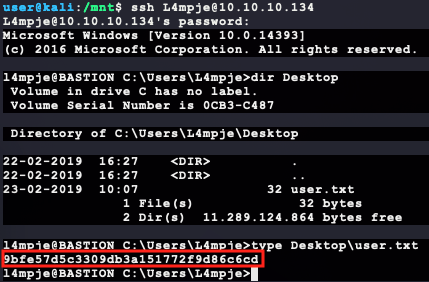 user@kali:/mnt$ ssh L4mpje@10.10.10.134
L4mpje@10.10.10.134's password:
Microsoft Windows [Version 10.0.14393]
(c) 2016 Microsoft Corporation. All rights reserved.
l4mpje@BASTION C:\Users\L4mpje>dir Desktop
Volume in drive C has no label.
Volume Serial Number is 0CB3-C487
Directory of C:\Users\L4mpje\Desktop
22-02-2019  16:27    <DIR>          .
22-02-2019  16:27    <DIR>          ..
23-02-2019  10:07                32 user.txt
1 File(s)             32 bytes
2 Dir(s)  11.289.124.864 bytes free
l4mpje@BASTION C:\Users\L4mpje>type Desktop\user.txt
9bfe57d5c3309db3a151772f9d86c6cd
l4mpje@BASTION C:\Users\L4mpje>